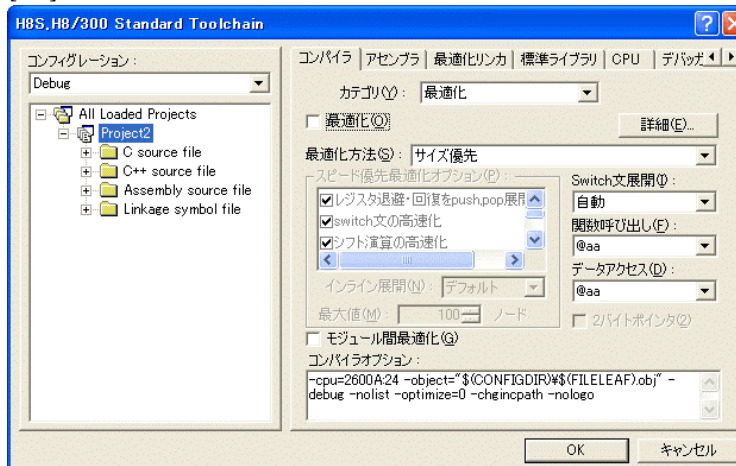 H8S,H8/300 Standard Toolchain
コンフィグレーション :
Debug
All Loaded Projects
Project2
C source file
C++ source file
Assembly source file
Linkage symbol file
コンパイラ アセンブラ 最適化リンカ 標準ライブラリ CPU デバッガ
カテゴリ(Y) : 最適化
最適化(O)
詳細(E)...
最適化方法(S) : サイズ優先
スピード優先最適化オプション(P) :
レジスタ退避・回復をpush,pop展開
switch文の高速化
シフト演算の高速化
インライン展開(N) : デフォルト
最大値(M) : 100 ノード
Switch文展開(I) :
自動
関数呼び出し(F) :
@aa
データアクセス(D) :
@aa
2バイトポインタ(2)
モジュール間最適化(G)
コンパイラオプション :
-cpu=2600A:24 -object="$(CONFIGDIR)¥$(FILELEAF).obj" -
debug -nolist -optimize=0 -chgincpath -nologo
OK キャンセル